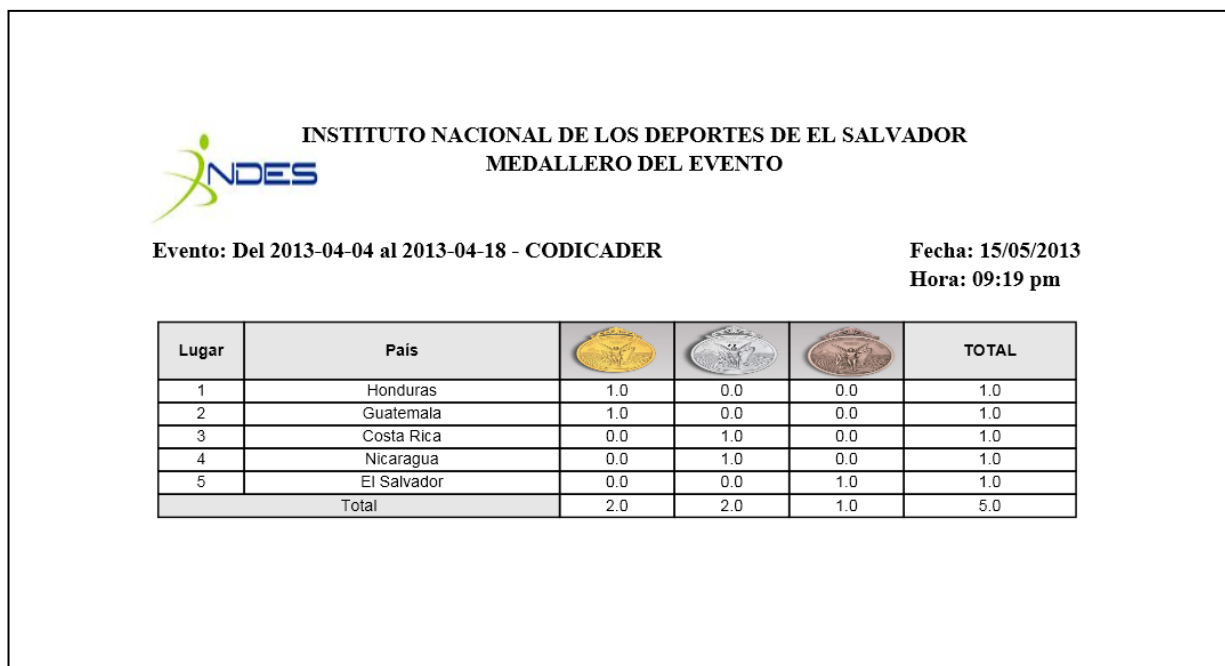 INSTITUTO NACIONAL DE LOS DEPORTES DE EL SALVADOR
MEDALLERO DEL EVENTO
NDES
Evento: Del 2013-04-04 al 2013-04-18 - CODICADER
Fecha: 15/05/2013
Hora: 09:19 pm
Lugar País TOTAL
1 Honduras 1.0 0.0 0.0 1.0
2 Guatemala 1.0 0.0 0.0 1.0
3 Costa Rica 0.0 1.0 0.0 1.0
4 Nicaragua 0.0 1.0 0.0 1.0
5 El Salvador 0.0 0.0 1.0 1.0
Total 2.0 2.0 1.0 5.0